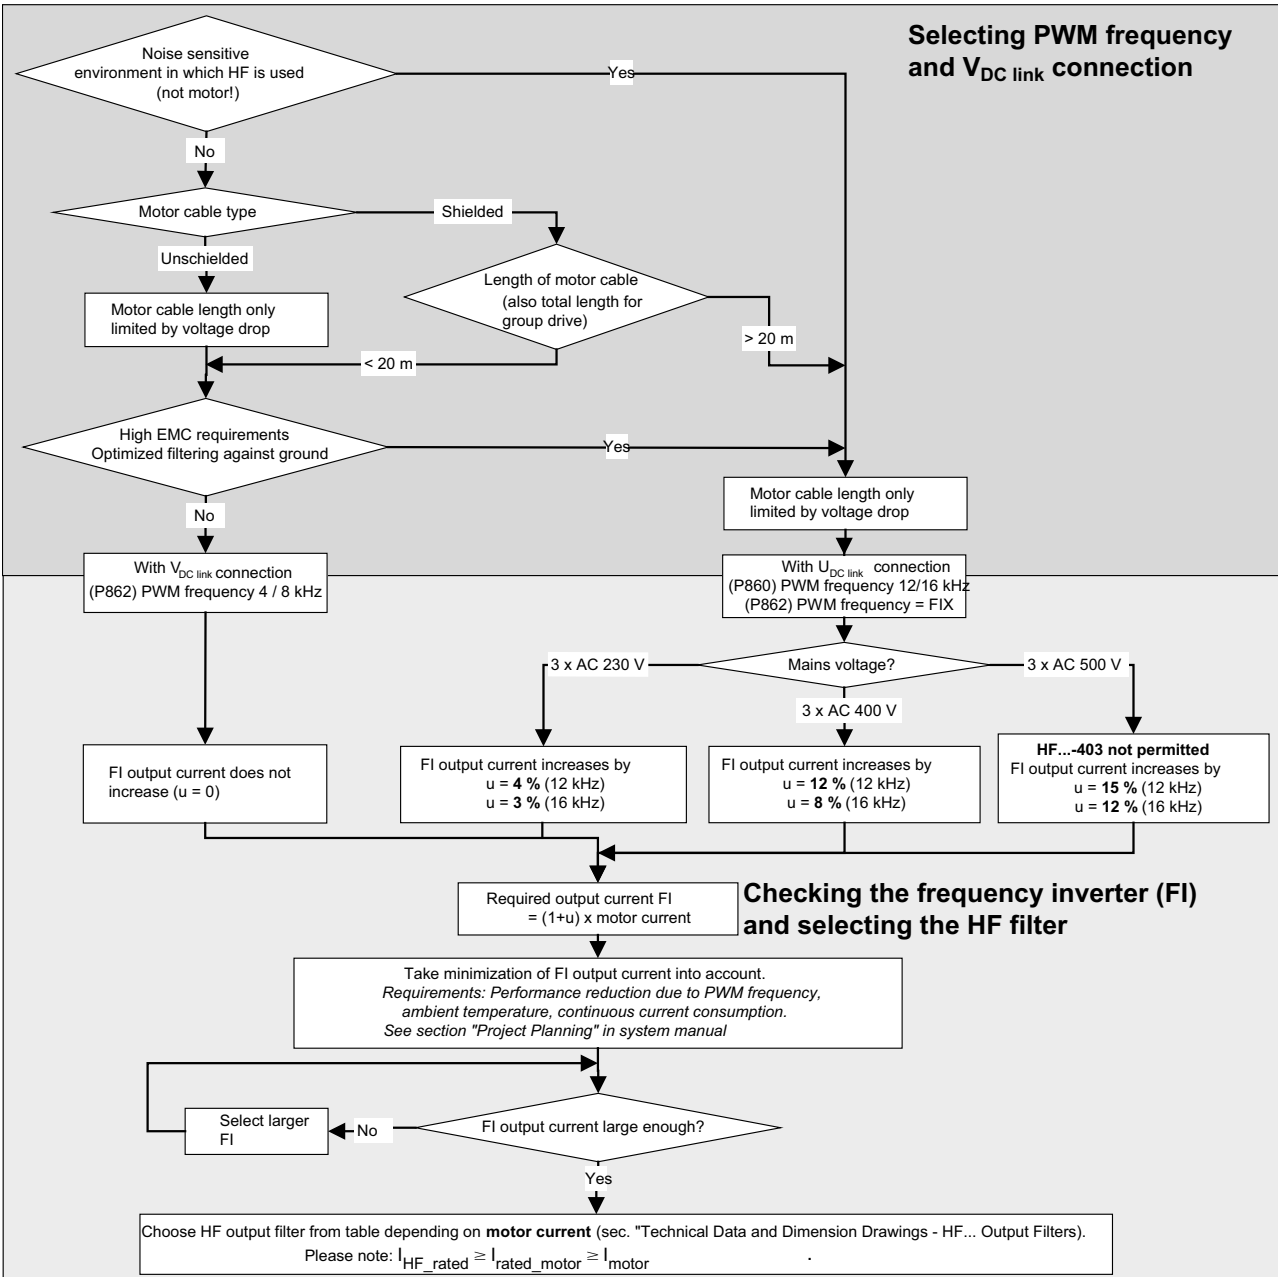 Selecting PWM frequency
and V DC link connection
Noise sensitive
environment in which HF is used
(not motor!)
Yes
No
Motor cable type
Shielded
Unschielded
Length of motor cable
(also total length for
group drive)
Motor cable length only
limited by voltage drop
> 20 m
< 20 m
High EMC requirements
Optimized filtering against ground
Yes
No
Motor cable length only
limited by voltage drop
With V DC link connection
(P862) PWM frequency 4 / 8 kHz
With U DC link connection
(P860) PWM frequency 12/16 kHz
(P862) PWM frequency = FIX
Mains voltage?
3 x AC 230 V
3 x AC 400 V
3 x AC 500 V
FI output current does not
increase (u = 0)
FI output current increases by
u = 4 % (12 kHz)
u = 3 % (16 kHz)
FI output current increases by
u = 12 % (12 kHz)
u = 8 % (16 kHz)
HF...-403 not permitted
FI output current increases by
u = 15 % (12 kHz)
u = 12 % (16 kHz)
Checking the frequency inverter (FI)
and selecting the HF filter
Required output current FI
= (1+u) x motor current
Take minimization of FI output current into account.
Requirements: Performance reduction due to PWM frequency,
ambient temperature, continuous current consumption.
See section "Project Planning" in system manual
Select larger
FI
No
FI output current large enough?
Yes
Choose HF output filter from table depending on motor current (sec. "Technical Data and Dimension Drawings - HF... Output Filters).
Please note: I HF_rated ≥ I rated_motor ≥ I motor .